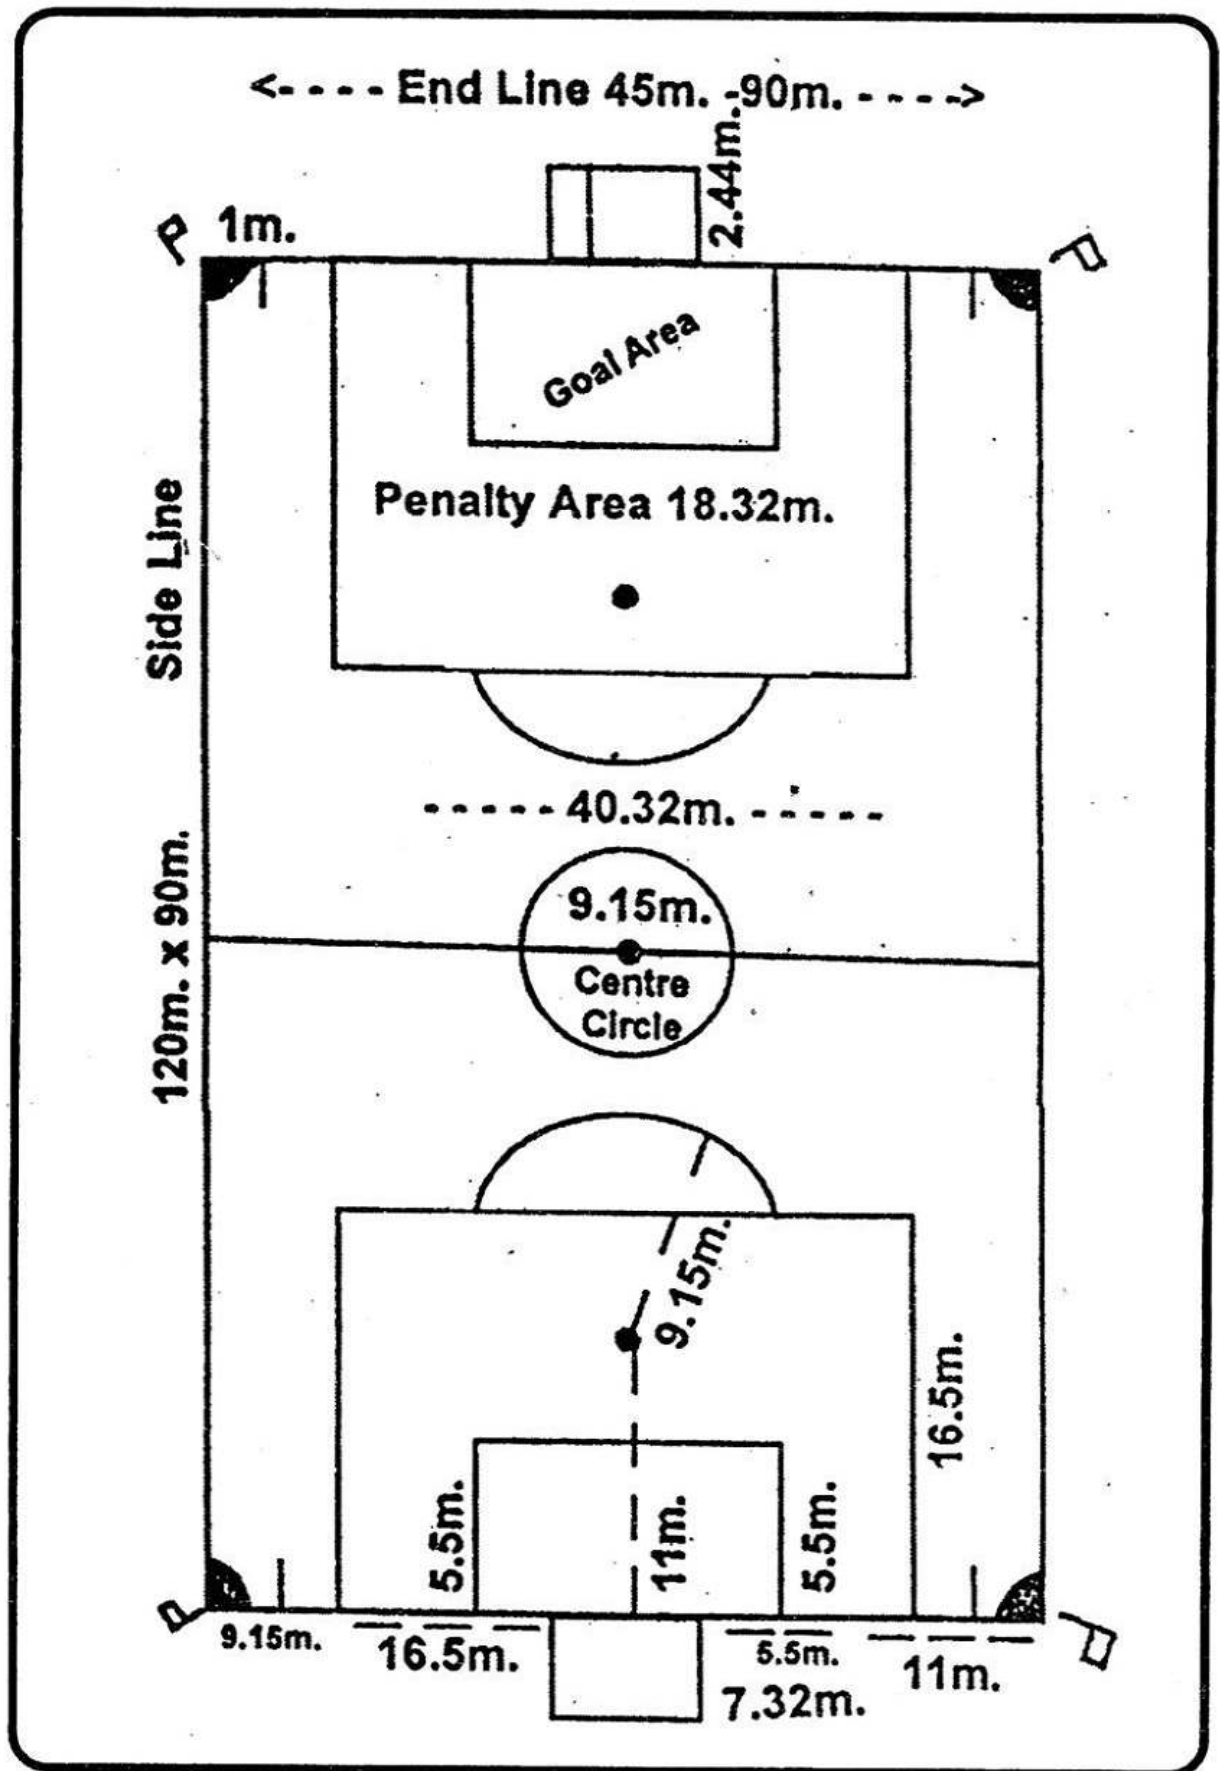 <---- End Line 45m. -90m. ---->
2.44m.
1m.
Goal Area
Penalty Area 18.32m.
Side Line
----- 40.32m. -----
120m. x 90m.
9.15m.
Centre
Circle
9.15m.
16.5m.
5.5m.
11m.
5.5m.
9.15m.
16.5m.
5.5m.
11m.
7.32m.